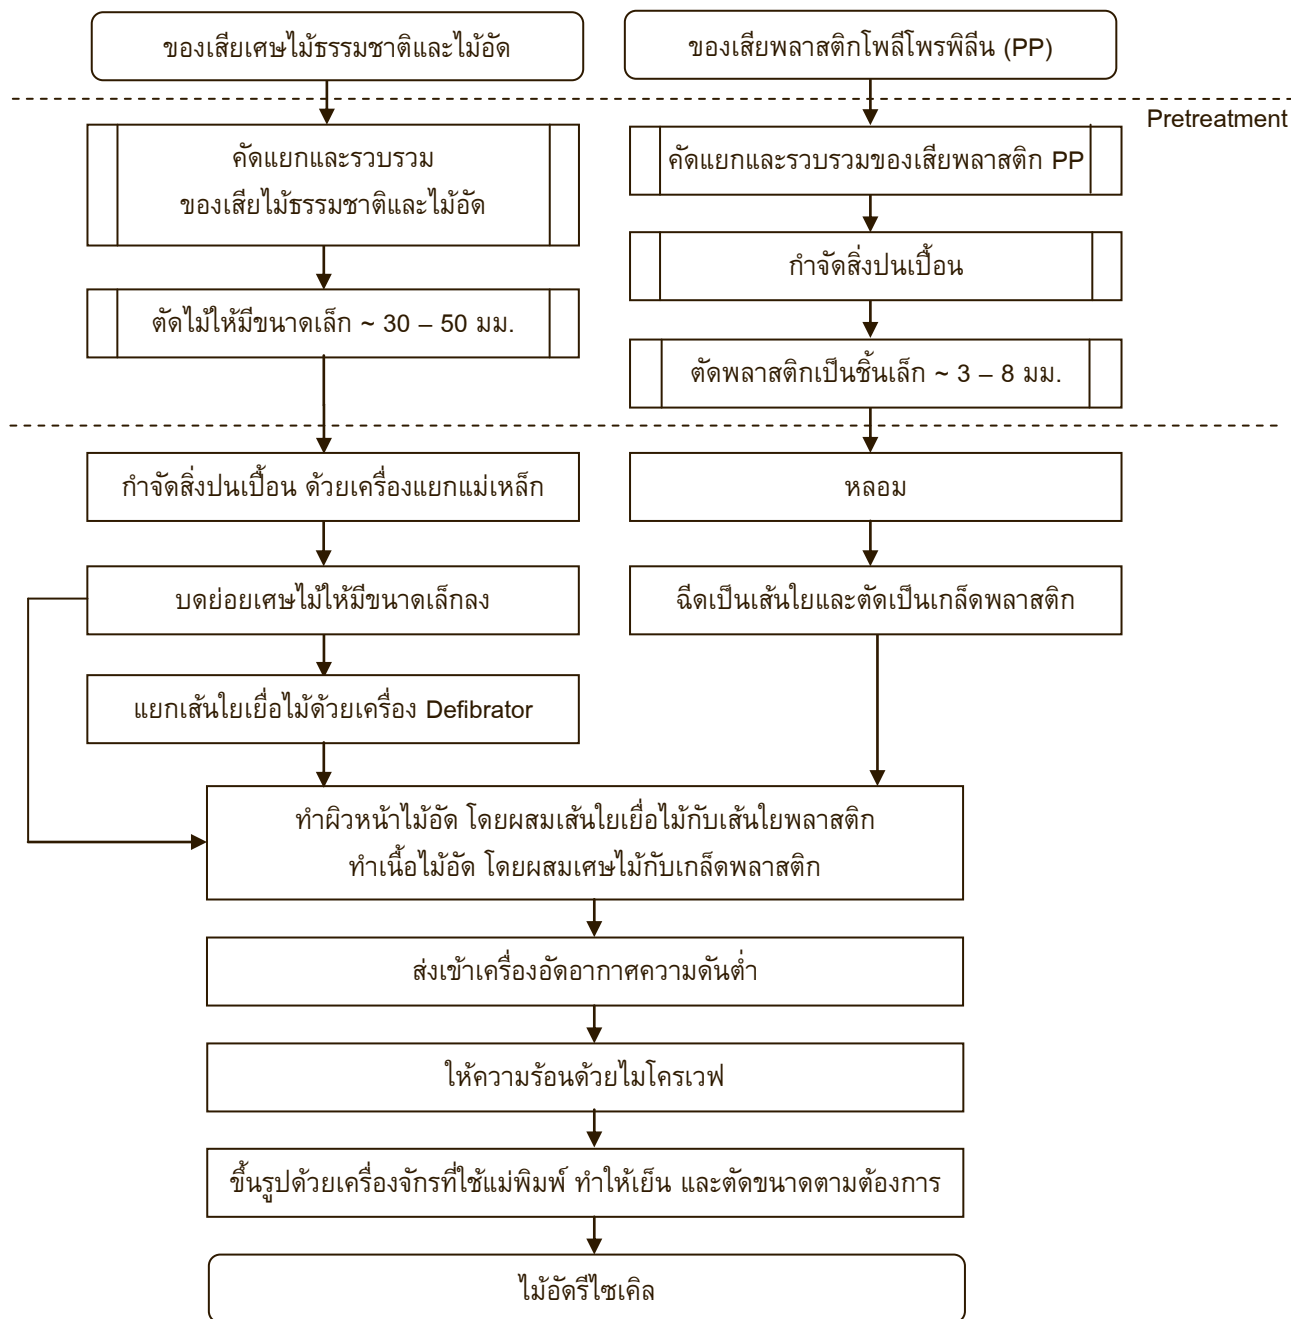 ของเสียเศษไม้ธรรมชาติและไม้อัด
ของเสียพลาสติกโพลีโพรพิลีน (PP)
Pretreatment
คัดแยกและรวบรวม
ของเสียไม้ธรรมชาติและไม้อัด
คัดแยกและรวบรวมของเสียพลาสติก PP
กำจัดสิ่งปนเปื้อน
ตัดไม้ให้มีขนาดเล็ก ~ 30 – 50 มม.
ตัดพลาสติกเป็นชิ้นเล็ก ~ 3 – 8 มม.
กำจัดสิ่งปนเปื้อน ด้วยเครื่องแยกแม่เหล็ก
หลอม
บดย่อยเศษไม้ให้มีขนาดเล็กลง
ฉีดเป็นเส้นใยและตัดเป็นเกล็ดพลาสติก
แยกเส้นใยเยื่อไม้ด้วยเครื่อง Defibrator
ทำผิวหน้าไม้อัด โดยผสมเส้นใยเยื่อไม้กับเส้นใยพลาสติก
ทำเนื้อไม้อัด โดยผสมเศษไม้กับเกล็ดพลาสติก
ส่งเข้าเครื่องอัดอากาศความดันต่ำ
ให้ความร้อนด้วยไมโครเวฟ
ขึ้นรูปด้วยเครื่องจักรที่ใช้แม่พิมพ์ ทำให้เย็น และตัดขนาดตามต้องการ
ไม้อัดรีไซเคิล